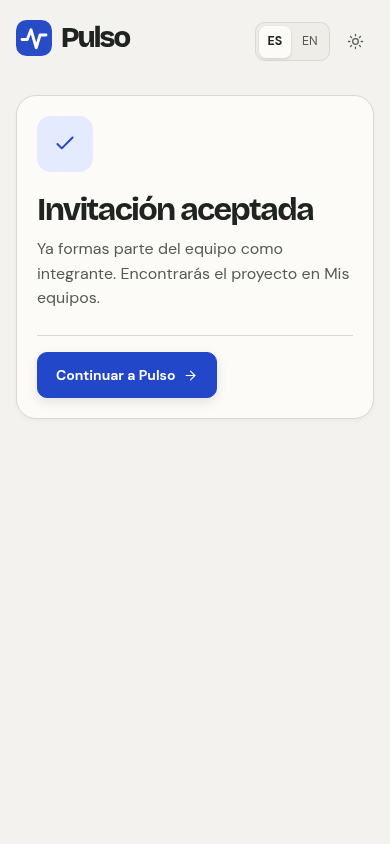 Pulso
ES EN
Invitación aceptada
Ya formas parte del equipo como
integrante. Encontrarás el proyecto en Mis
equipos.
Continuar a Pulso